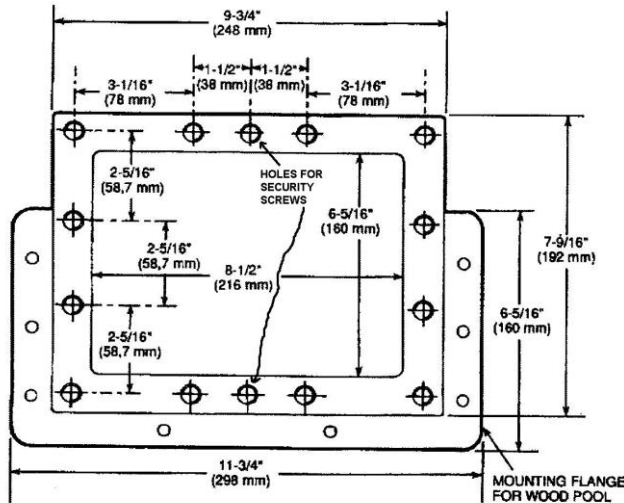 9-3/4"
(248 mm)
1-1/2" 1-1/2"
(38 mm) (38 mm)
3-1/16"
(78 mm)
3-1/16"
(78 mm)
2-5/16"
(58,7 mm)
HOLES FOR
SECURITY
SCREWS
6-5/16"
(160 mm)
2-5/16"
(58,7 mm)
7-9/16"
(192 mm)
8-1/2"
(216 mm)
6-5/16"
(160 mm)
2-5/16"
(58,7 mm)
11-3/4"
(298 mm)
MOUNTING FLANGE
FOR WOOD POOL